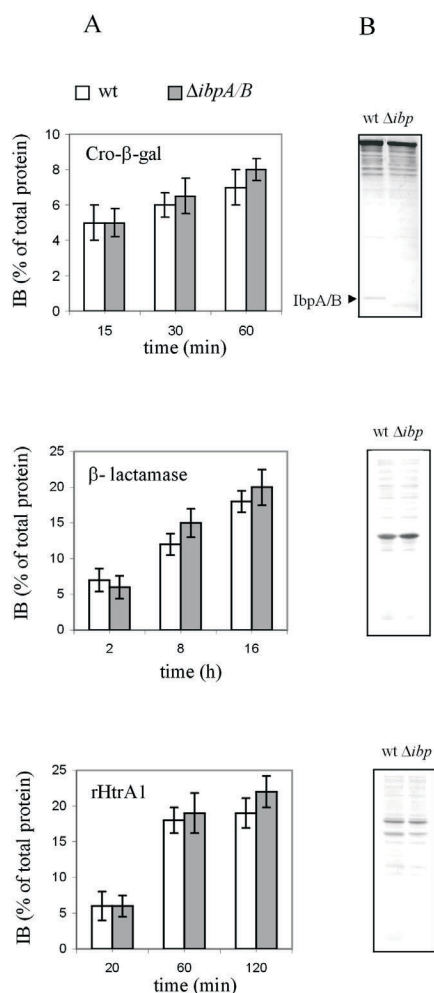 A B
wt ΔibpA/B
Cro-β-gal
IB (% of total protein)
10
8
6
4
2
0
15 30 60
time (min)
wt Δibp
IbpA/B
β- lactamase
IB (% of total protein)
25
20
15
10
5
0
2 8 16
time (h)
wt Δibp
rHtrA1
IB (% of total protein)
25
20
15
10
5
0
20 60 120
time (min)
wt Δibp